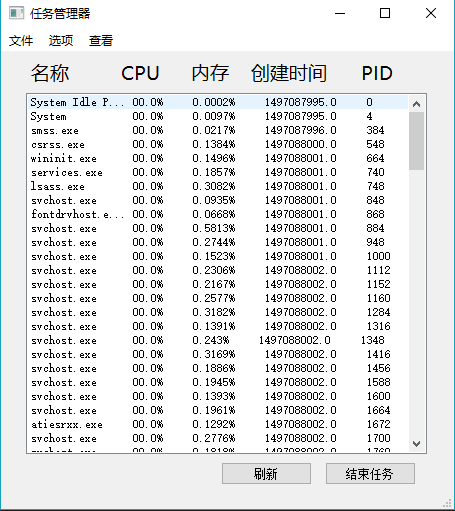 任务管理器
文件 选项 查看
名称 CPU 内存 创建时间 PID
System Idle P... 00.0% 0.0002% 1497087995.0 0
System 00.0% 0.0097% 1497087995.0 4
smss.exe 00.0% 0.0217% 1497087996.0 384
csrss.exe 00.0% 0.1384% 1497088000.0 548
wininit.exe 00.0% 0.1496% 1497088001.0 664
services.exe 00.0% 0.1857% 1497088001.0 740
lsass.exe 00.0% 0.3082% 1497088001.0 748
svchost.exe 00.0% 0.0935% 1497088001.0 848
fontdrvhost.e... 00.0% 0.0668% 1497088001.0 868
svchost.exe 00.0% 0.5813% 1497088001.0 884
svchost.exe 00.0% 0.2744% 1497088001.0 948
svchost.exe 00.0% 0.1523% 1497088001.0 1000
svchost.exe 00.0% 0.2306% 1497088002.0 1112
svchost.exe 00.0% 0.2167% 1497088002.0 1152
svchost.exe 00.0% 0.2577% 1497088002.0 1160
svchost.exe 00.0% 0.3182% 1497088002.0 1284
svchost.exe 00.0% 0.1391% 1497088002.0 1316
svchost.exe 00.0% 0.243% 1497088002.0 1348
svchost.exe 00.0% 0.3169% 1497088002.0 1416
svchost.exe 00.0% 0.1886% 1497088002.0 1456
svchost.exe 00.0% 0.1945% 1497088002.0 1588
svchost.exe 00.0% 0.1393% 1497088002.0 1600
svchost.exe 00.0% 0.1961% 1497088002.0 1664
atiesrxx.exe 00.0% 0.1292% 1497088002.0 1672
svchost.exe 00.0% 0.2776% 1497088002.0 1700
svchost.exe 00.0% 0.1818% 1497088002.0 1760
刷新 结束任务